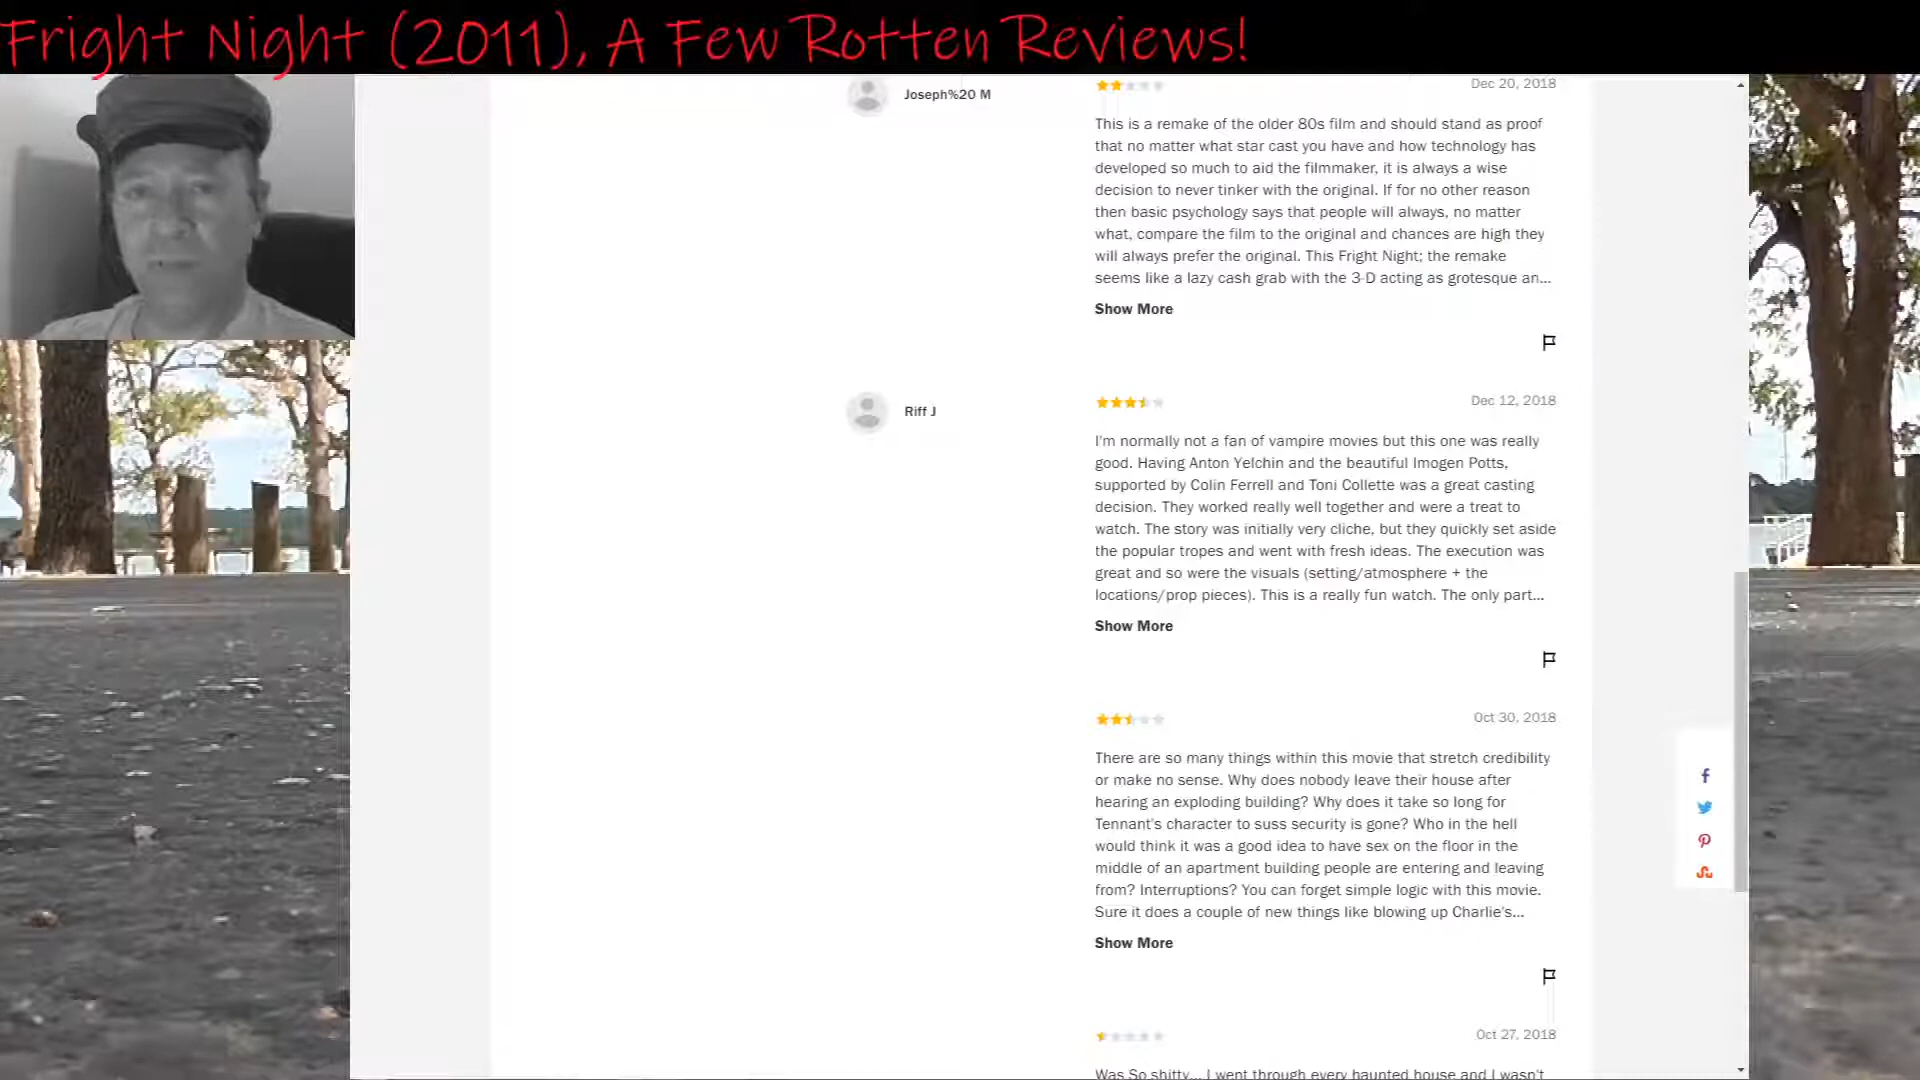 Fright Night (2011), A Few Rotten Reviews!
Joseph%20 M
Dec 20, 2018
This is a remake of the older 80s film and should stand as proof
that no matter what star cast you have and how technology has
developed so much to aid the filmmaker, it is always a wise
decision to never tinker with the original. If for no other reason
then basic psychology says that people will always, no matter
what, compare the film to the original and chances are high they
will always prefer the original. This Fright Night; the remake
seems like a lazy cash grab with the 3-D acting as grotesque an...
Show More
Riff J
Dec 12, 2018
I'm normally not a fan of vampire movies but this one was really
good. Having Anton Yelchin and the beautiful Imogen Potts,
supported by Colin Ferrell and Toni Collette was a great casting
decision. They worked really well together and were a treat to
watch. The story was initially very cliche, but they quickly set aside
the popular tropes and went with fresh ideas. The execution was
great and so were the visuals (setting/atmosphere + the
locations/prop pieces). This is a really fun watch. The only part...
Show More
Oct 30, 2018
There are so many things within this movie that stretch credibility
or make no sense. Why does nobody leave their house after
hearing an exploding building? Why does it take so long for
Tennant's character to suss security is gone? Who in the hell
would think it was a good idea to have sex on the floor in the
middle of an apartment building people are entering and leaving
from? Interruptions? You can forget simple logic with this movie.
Sure it does a couple of new things like blowing up Charlie's...
Show More
Oct 27, 2018
Was So shitty... I went through every haunted house and I wasn't